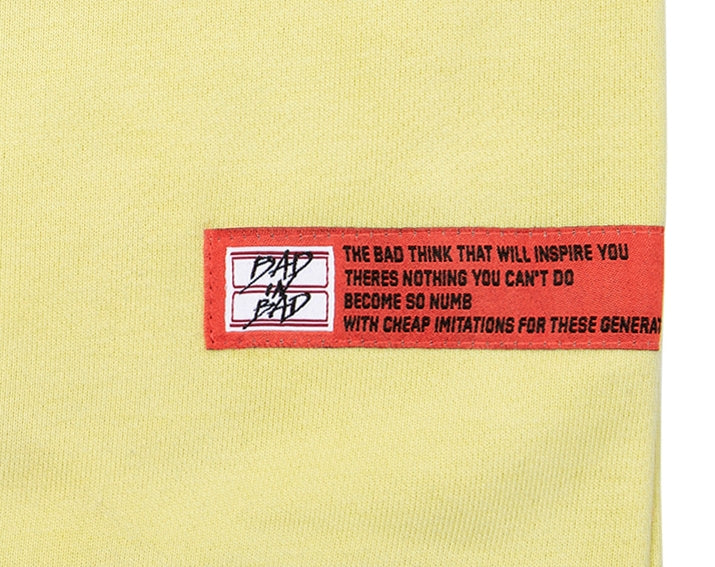 BAD
IN
BAD
THE BAD THINK THAT WILL INSPIRE YOU
THERES NOTHING YOU CAN'T DO
BECOME SO NUMB
WITH CHEAP IMITATIONS FOR THESE